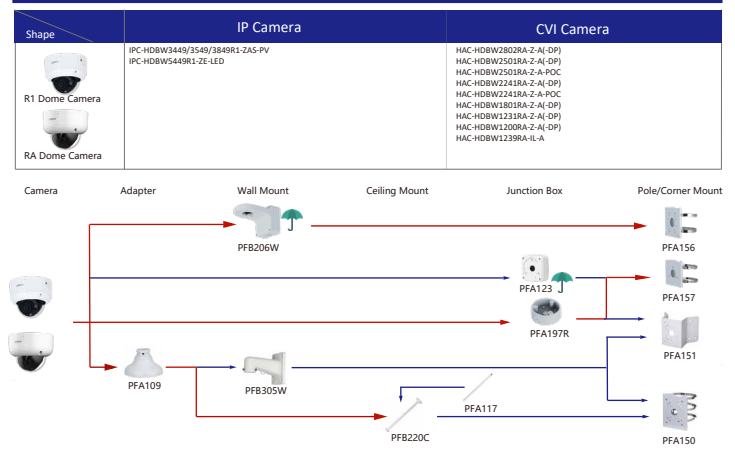 Shape
IP Camera
CVI Camera
R1 Dome Camera
RA Dome Camera
IPC-HDBW3449/3549/3849R1-ZAS-PV
IPC-HDBW5449R1-ZE-LED
HAC-HDBW2802RA-Z-A(-DP)
HAC-HDBW2501RA-Z-A(-DP)
HAC-HDBW2501RA-Z-A-POC
HAC-HDBW2241RA-Z-A(-DP)
HAC-HDBW2241RA-Z-A-POC
HAC-HDBW1801RA-Z-A(-DP)
HAC-HDBW1231RA-Z-A(-DP)
HAC-HDBW1200RA-Z-A(-DP)
HAC-HDBW1239RA-IL-A
Camera
Adapter
Wall Mount
Ceiling Mount
Junction Box
Pole/Corner Mount
PFB206W
PFA156
PFA123
PFA157
PFA197R
PFA151
PFA109
PFB305W
PFA117
PFB220C
PFA150